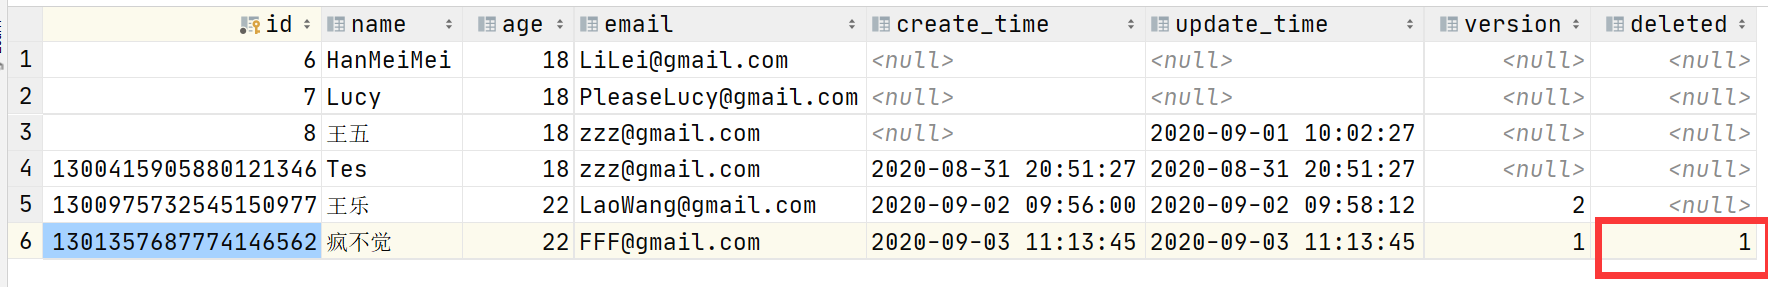 id name age email create_time update_time version deleted
1 6 HanMeiMei 18 LiLei@gmail.com <null> <null> <null> <null>
2 7 Lucy 18 PleaseLucy@gmail.com <null> <null> <null> <null>
3 8 王五 18 zzz@gmail.com <null> 2020-09-01 10:02:27 <null> <null>
4 1300415905880121346 Tes 18 zzz@gmail.com 2020-08-31 20:51:27 2020-08-31 20:51:27 <null> <null>
5 1300975732545150977 王乐 22 LaoWang@gmail.com 2020-09-02 09:56:00 2020-09-02 09:58:12 2 <null>
6 1301357687774146562 疯不觉 22 FFF@gmail.com 2020-09-03 11:13:45 2020-09-03 11:13:45 1 1